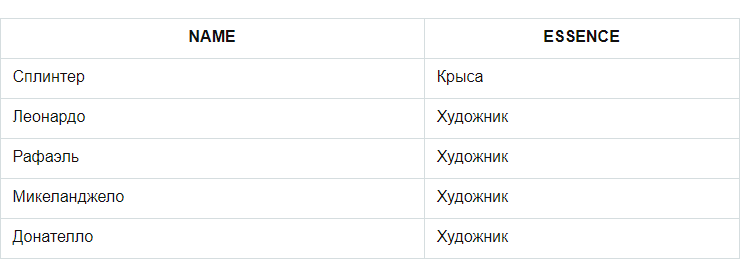 NAME ESSENCE
Сплинтер Крыса
Леонардо Художник
Рафаэль Художник
Микеланджело Художник
Донателло Художник